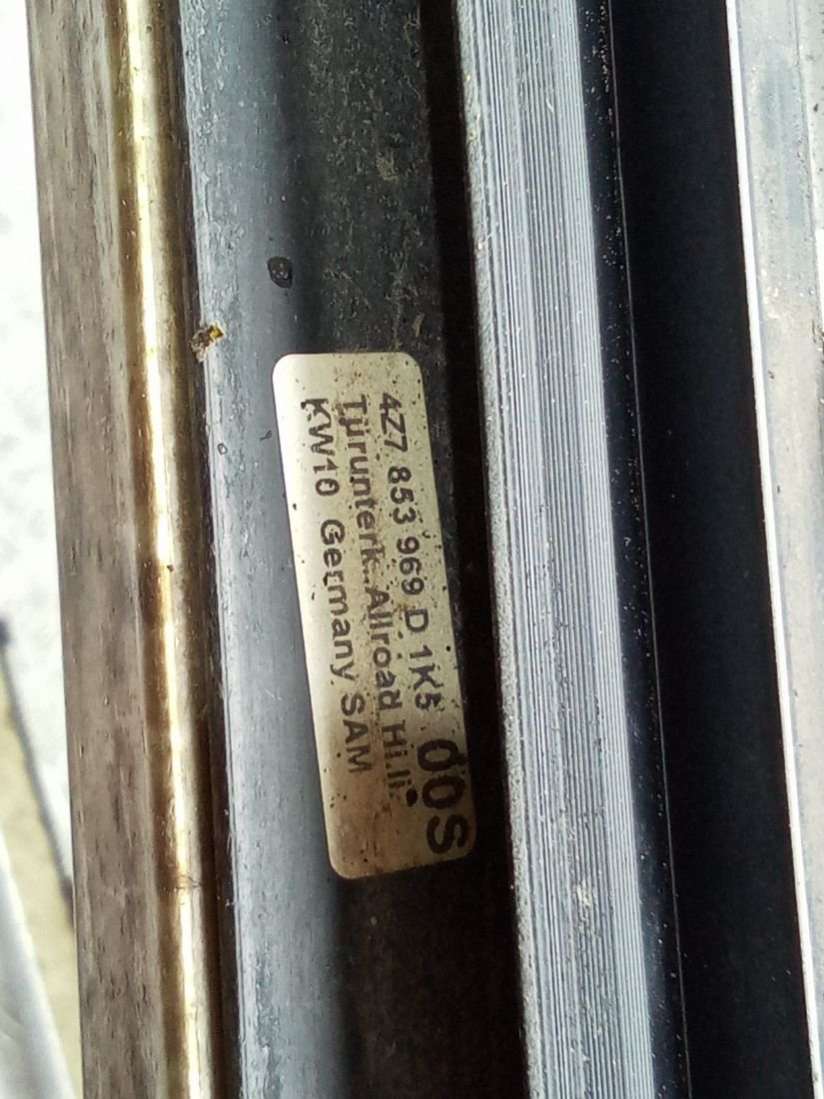 4Z7 853 969 D 1K5 00S
Türunterk. Allroad Hi.li.
KW10 Germany SAM